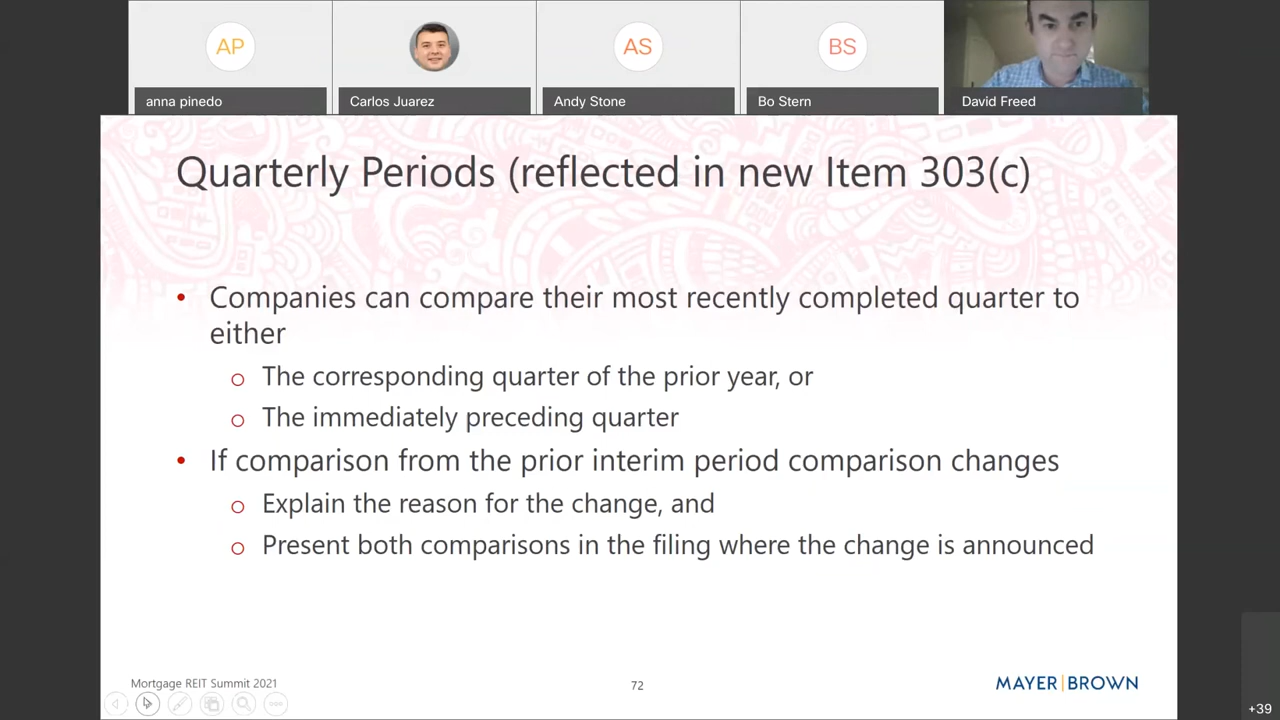 AP
AS
BS
anna pinedo
Carlos Juarez
Andy Stone
Bo Stern
David Freed
Quarterly Periods (reflected in new Item 303(c)
• Companies can compare their most recently completed quarter to
either
o The corresponding quarter of the prior year, or
o The immediately preceding quarter
• If comparison from the prior interim period comparison changes
o Explain the reason for the change, and
o Present both comparisons in the filing where the change is announced
Mortgage REIT Summit 2021
72
MAYER|BROWN
+39